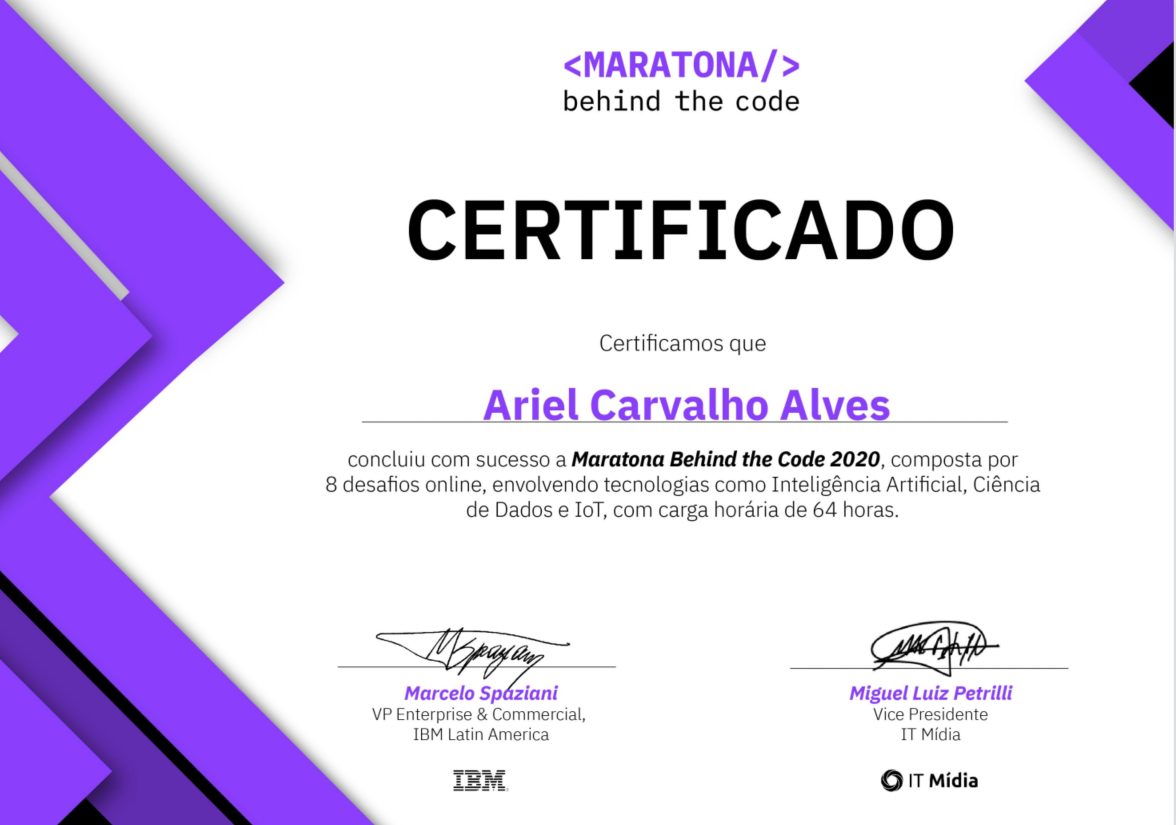 <MARATONA/>
behind the code
CERTIFICADO
Certificamos que
Ariel Carvalho Alves
concluiu com sucesso a Maratona Behind the Code 2020, composta por
8 desafios online, envolvendo tecnologias como Inteligência Artificial, Ciência
de Dados e IoT, com carga horária de 64 horas.
Marcelo Spaziani
VP Enterprise & Commercial,
IBM Latin America
IBM
Miguel Luiz Petrilli
Vice Presidente
IT Mídia
IT Mídia